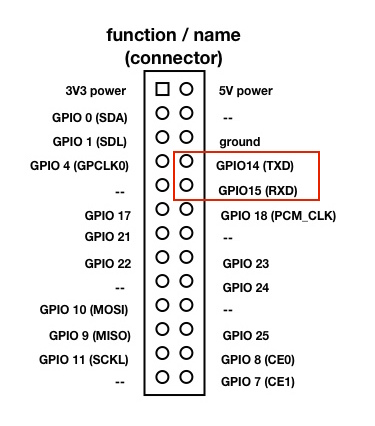 function / name
(connector)
3V3 power 5V power
GPIO 0 (SDA) --
GPIO 1 (SDL) ground
GPIO 4 (GPCLK0) GPIO14 (TXD)
-- GPIO15 (RXD)
GPIO 17 GPIO 18 (PCM_CLK)
GPIO 21 --
GPIO 22 GPIO 23
-- GPIO 24
GPIO 10 (MOSI) --
GPIO 9 (MISO) GPIO 25
GPIO 11 (SCKL) GPIO 8 (CE0)
-- GPIO 7 (CE1)